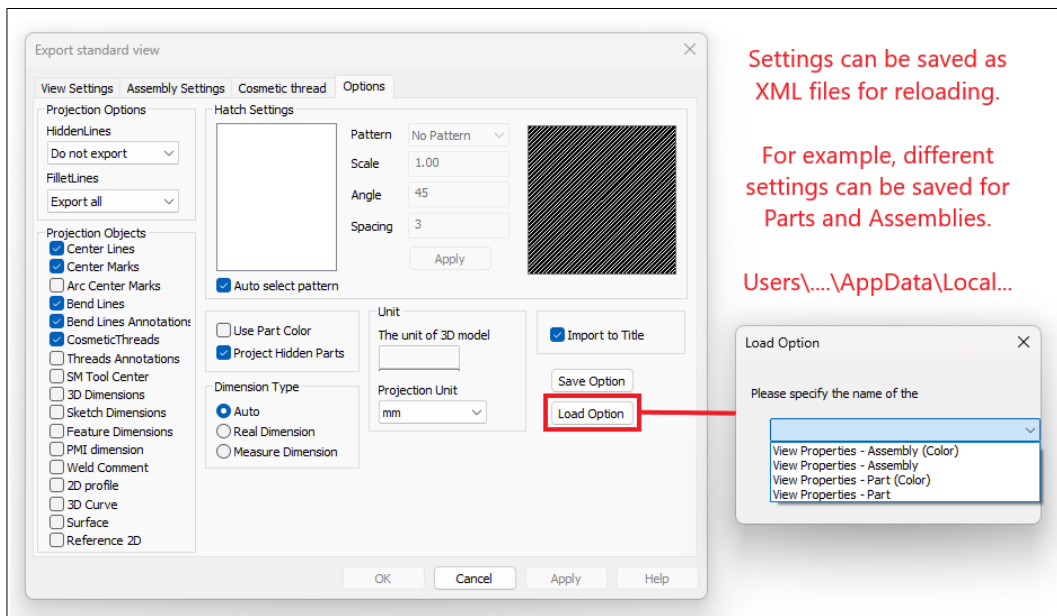 Export standard view
View Settings Assembly Settings Cosmetic thread Options
Projection Options
HiddenLines
Do not export
FilletLines
Export all
Projection Objects
Center Lines
Center Marks
Arc Center Marks
Bend Lines
Bend Lines Annotations
CosmeticThreads
Threads Annotations
SM Tool Center
3D Dimensions
Sketch Dimensions
Feature Dimensions
PMI dimension
Weld Comment
2D profile
3D Curve
Surface
Reference 2D
Hatch Settings
Pattern No Pattern
Scale 1.00
Angle 45
Spacing 3
Apply
Auto select pattern
Use Part Color
Project Hidden Parts
Dimension Type
Auto
Real Dimension
Measure Dimension
Unit
The unit of 3D model
Projection Unit
mm
Import to Title
Save Option
Load Option
OK Cancel Apply Help
Settings can be saved as
XML files for reloading.
For example, different
settings can be saved for
Parts and Assemblies.
Users\....\AppData\Local...
Load Option
Please specify the name of the
View Properties - Assembly (Color)
View Properties - Assembly
View Properties - Part (Color)
View Properties - Part